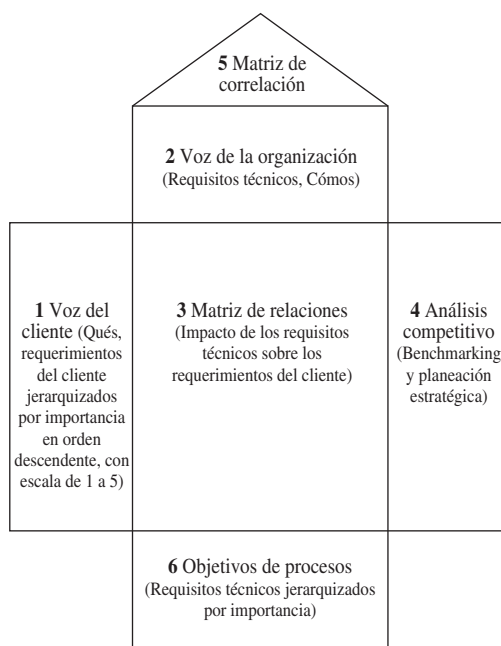 5 Matriz de
correlación
2 Voz de la organización
(Requisitos técnicos, Cómos)
1 Voz del
cliente (Qués,
requerimientos
del cliente
jerarquizados
por importancia
en orden
descendente, con
escala de 1 a 5)
3 Matriz de relaciones
(Impacto de los requisitos
técnicos sobre los
requerimientos del cliente)
4 Análisis
competitivo
(Benchmarking
y planeación
estratégica)
6 Objetivos de procesos
(Requisitos técnicos jerarquizados
por importancia)